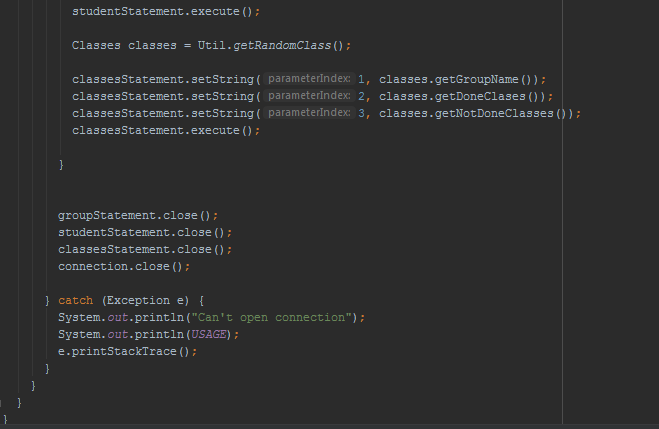 studentStatement.execute();
Classes classes = Util.getRandomClass();
classesStatement.setString( parameterIndex: 1, classes.getGroupName());
classesStatement.setString( parameterIndex: 2, classes.getDoneClases());
classesStatement.setString( parameterIndex: 3, classes.getNotDoneClasses());
classesStatement.execute();
}
groupStatement.close();
studentStatement.close();
classesStatement.close();
connection.close();
} catch (Exception e) {
System.out.println("Can't open connection");
System.out.println(USAGE);
e.printStackTrace();
}
}
}
}